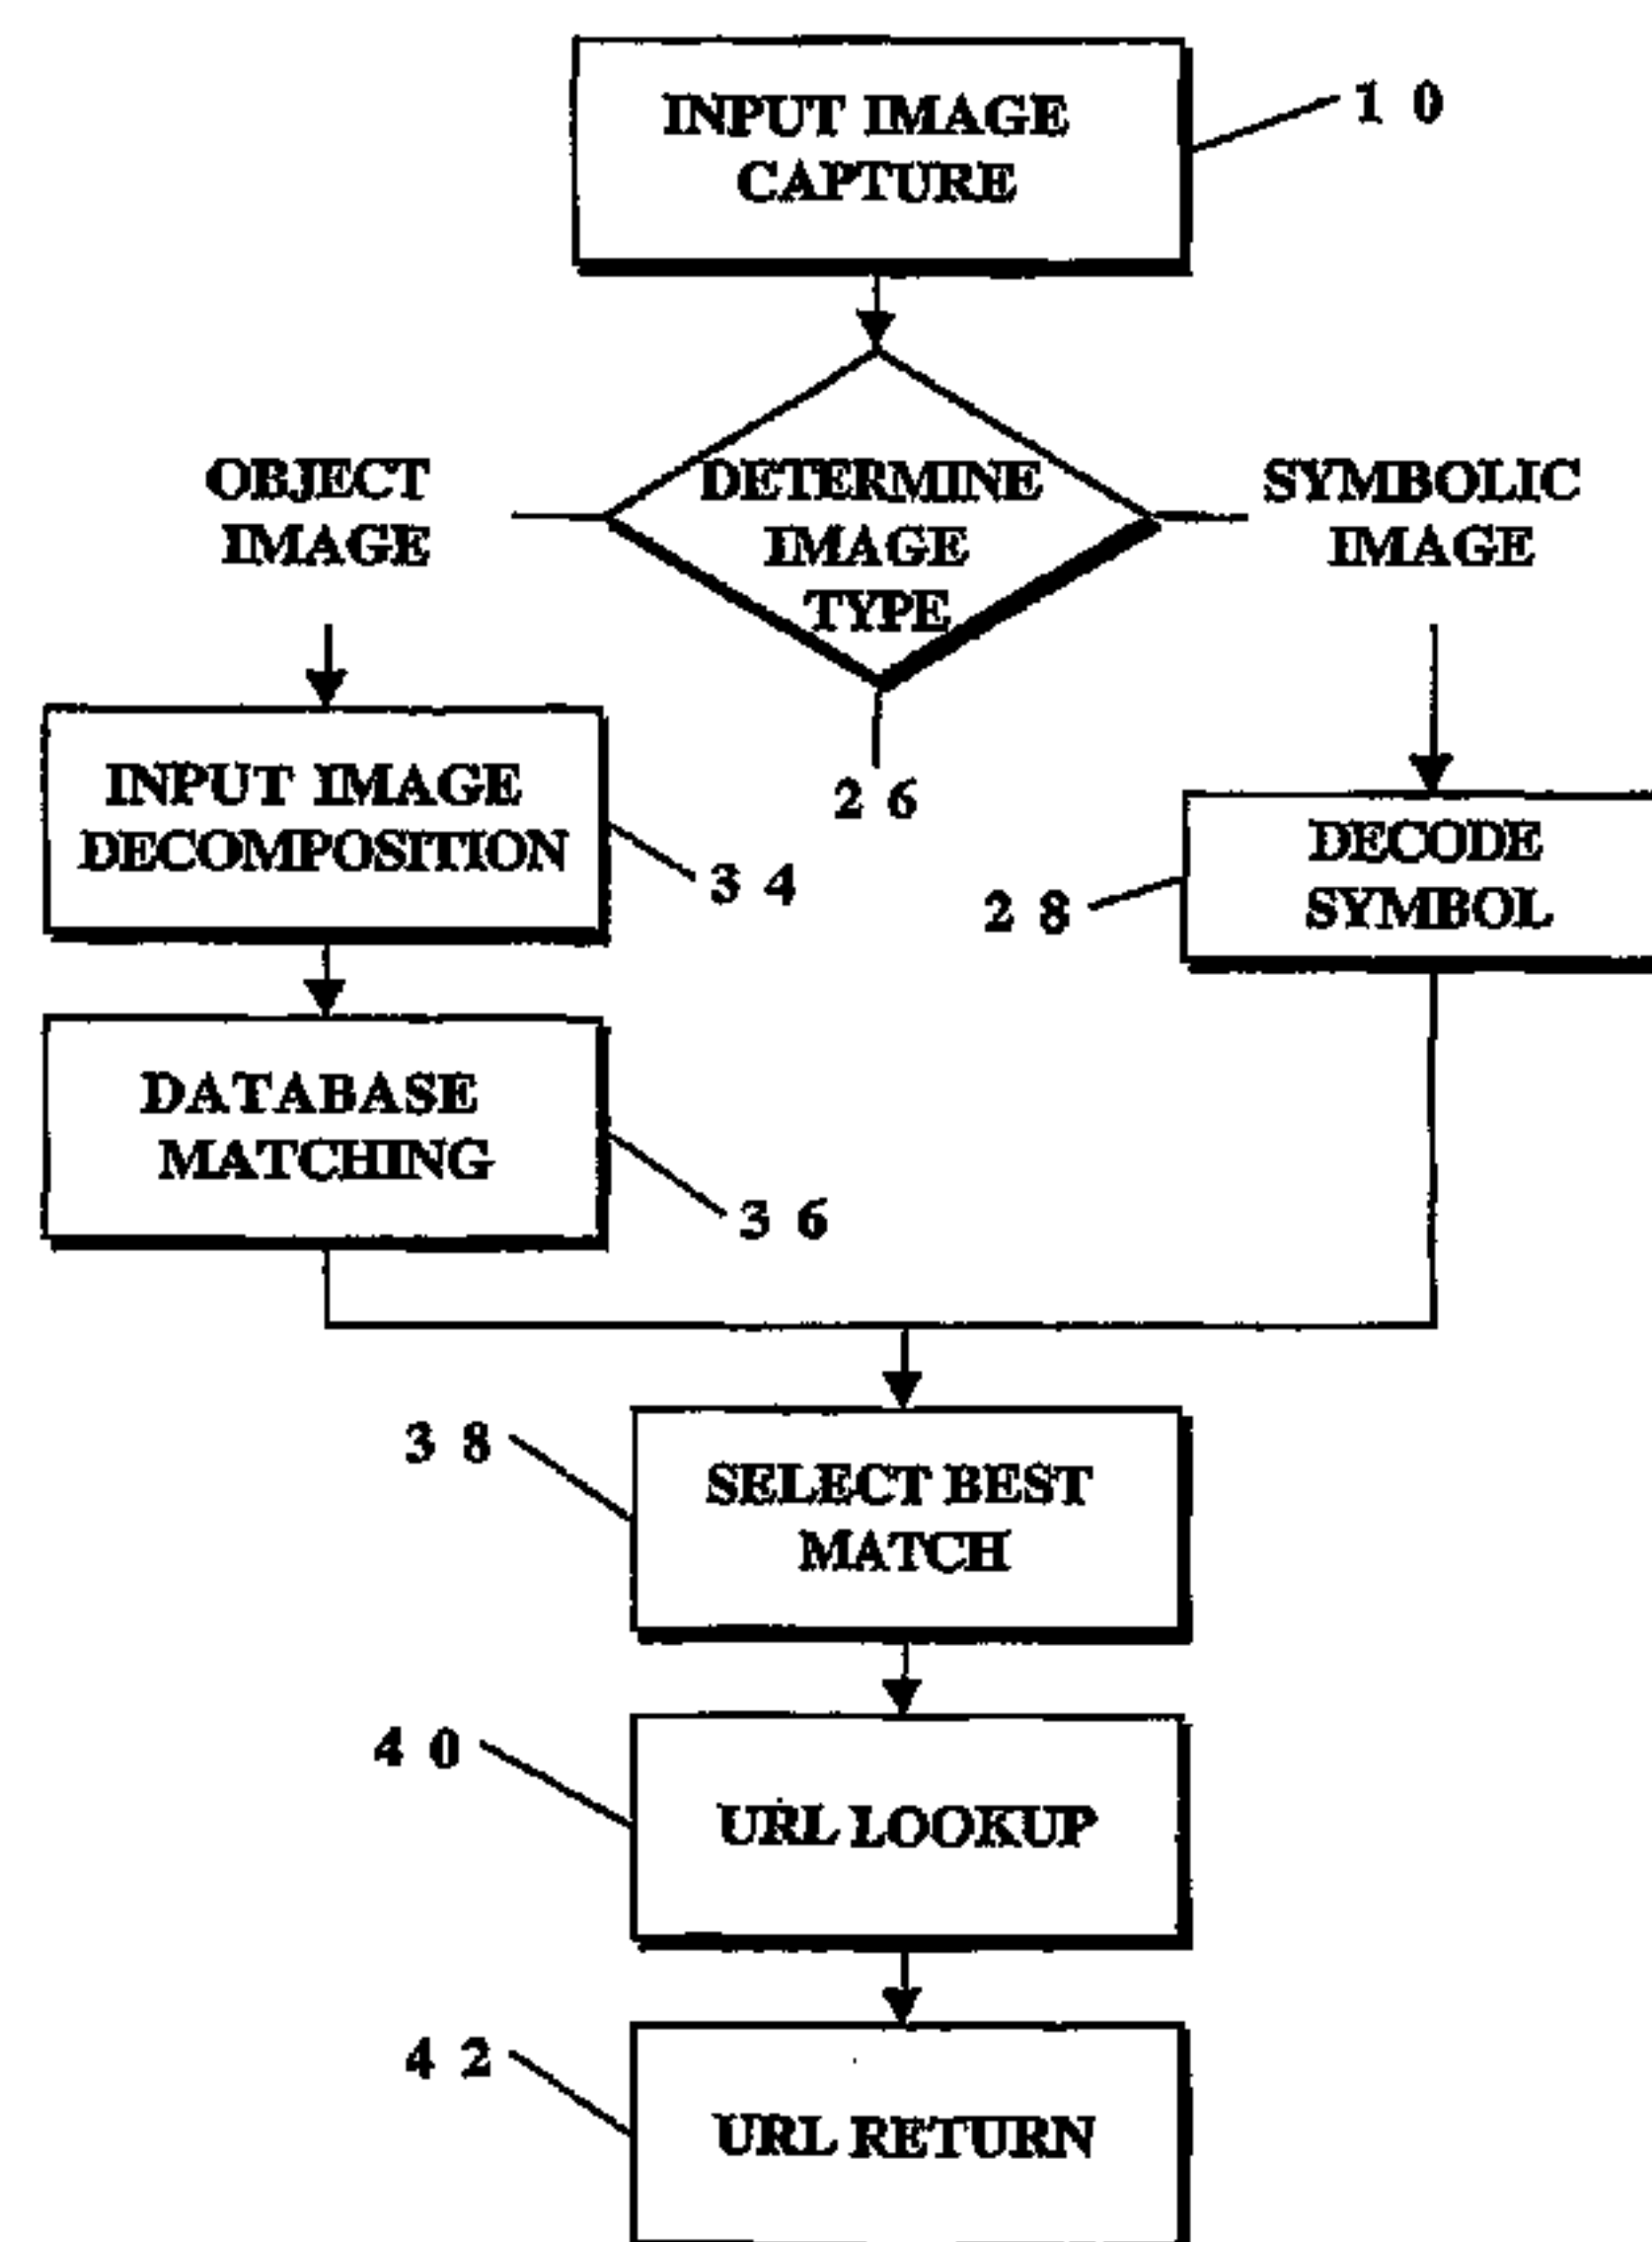 INPUT IMAGE
CAPTURE
1 0
OBJECT
IMAGE
DETERMINE
IMAGE
TYPE
SYMBOLIC
IMAGE
2 6
INPUT IMAGE
DECOMPOSITION
3 4
2 8
DECODE
SYMBOL
DATABASE
MATCHING
3 6
3 8
SELECT BEST
MATCH
4 0
URL LOOKUP
4 2
URL RETURN